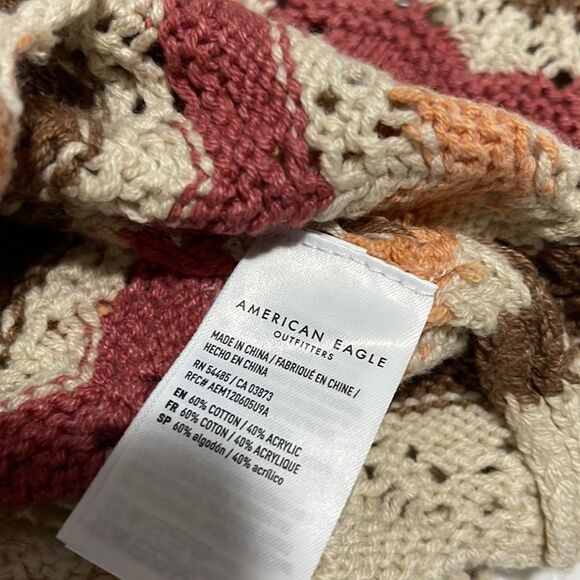 AMERICAN EAGLE
OUTFITTERS
MADE IN CHINA / FABRIQUÉ EN CHINE /
HECHO EN CHINA
RN 54485 / CA 03873
RFC# AEM120605U9A
EN 60% COTTON / 40% ACRYLIC
FR 60% COTON / 40% ACRYLIQUE
SP 60% algodón / 40% acrílico